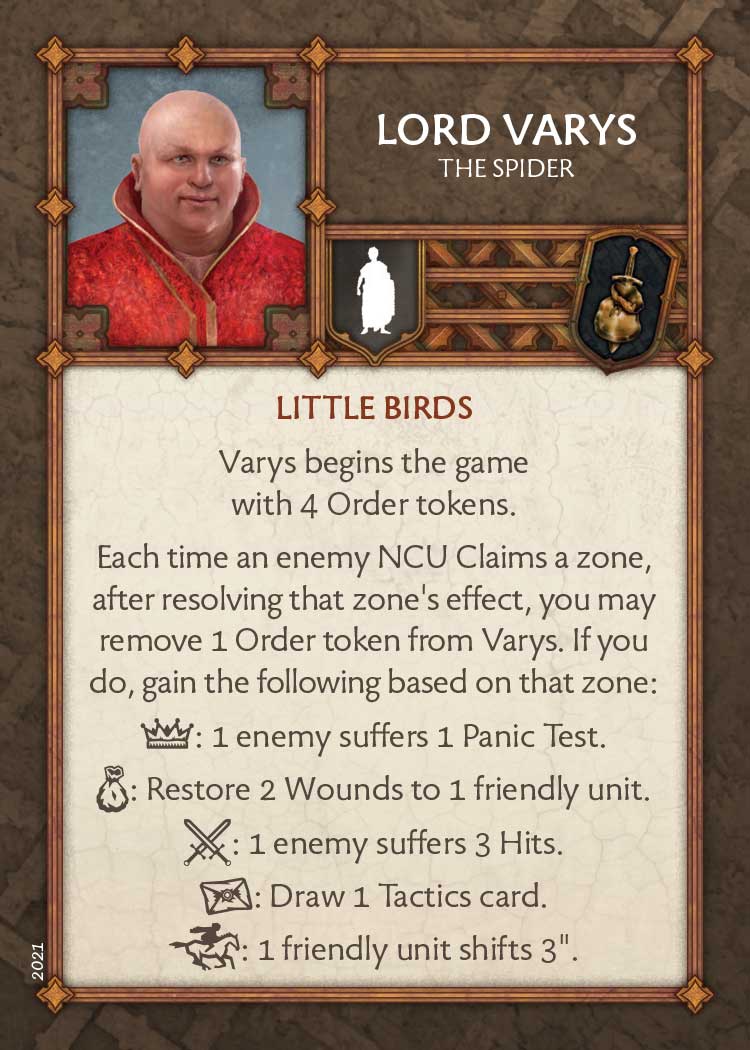 LORD VARYS
THE SPIDER
LITTLE BIRDS
Varys begins the game
with 4 Order tokens.
Each time an enemy NCU Claims a zone,
after resolving that zone's effect, you may
remove 1 Order token from Varys. If you
do, gain the following based on that zone:
: 1 enemy suffers 1 Panic Test.
: Restore 2 Wounds to 1 friendly unit.
: 1 enemy suffers 3 Hits.
: Draw 1 Tactics card.
: 1 friendly unit shifts 3".
2021